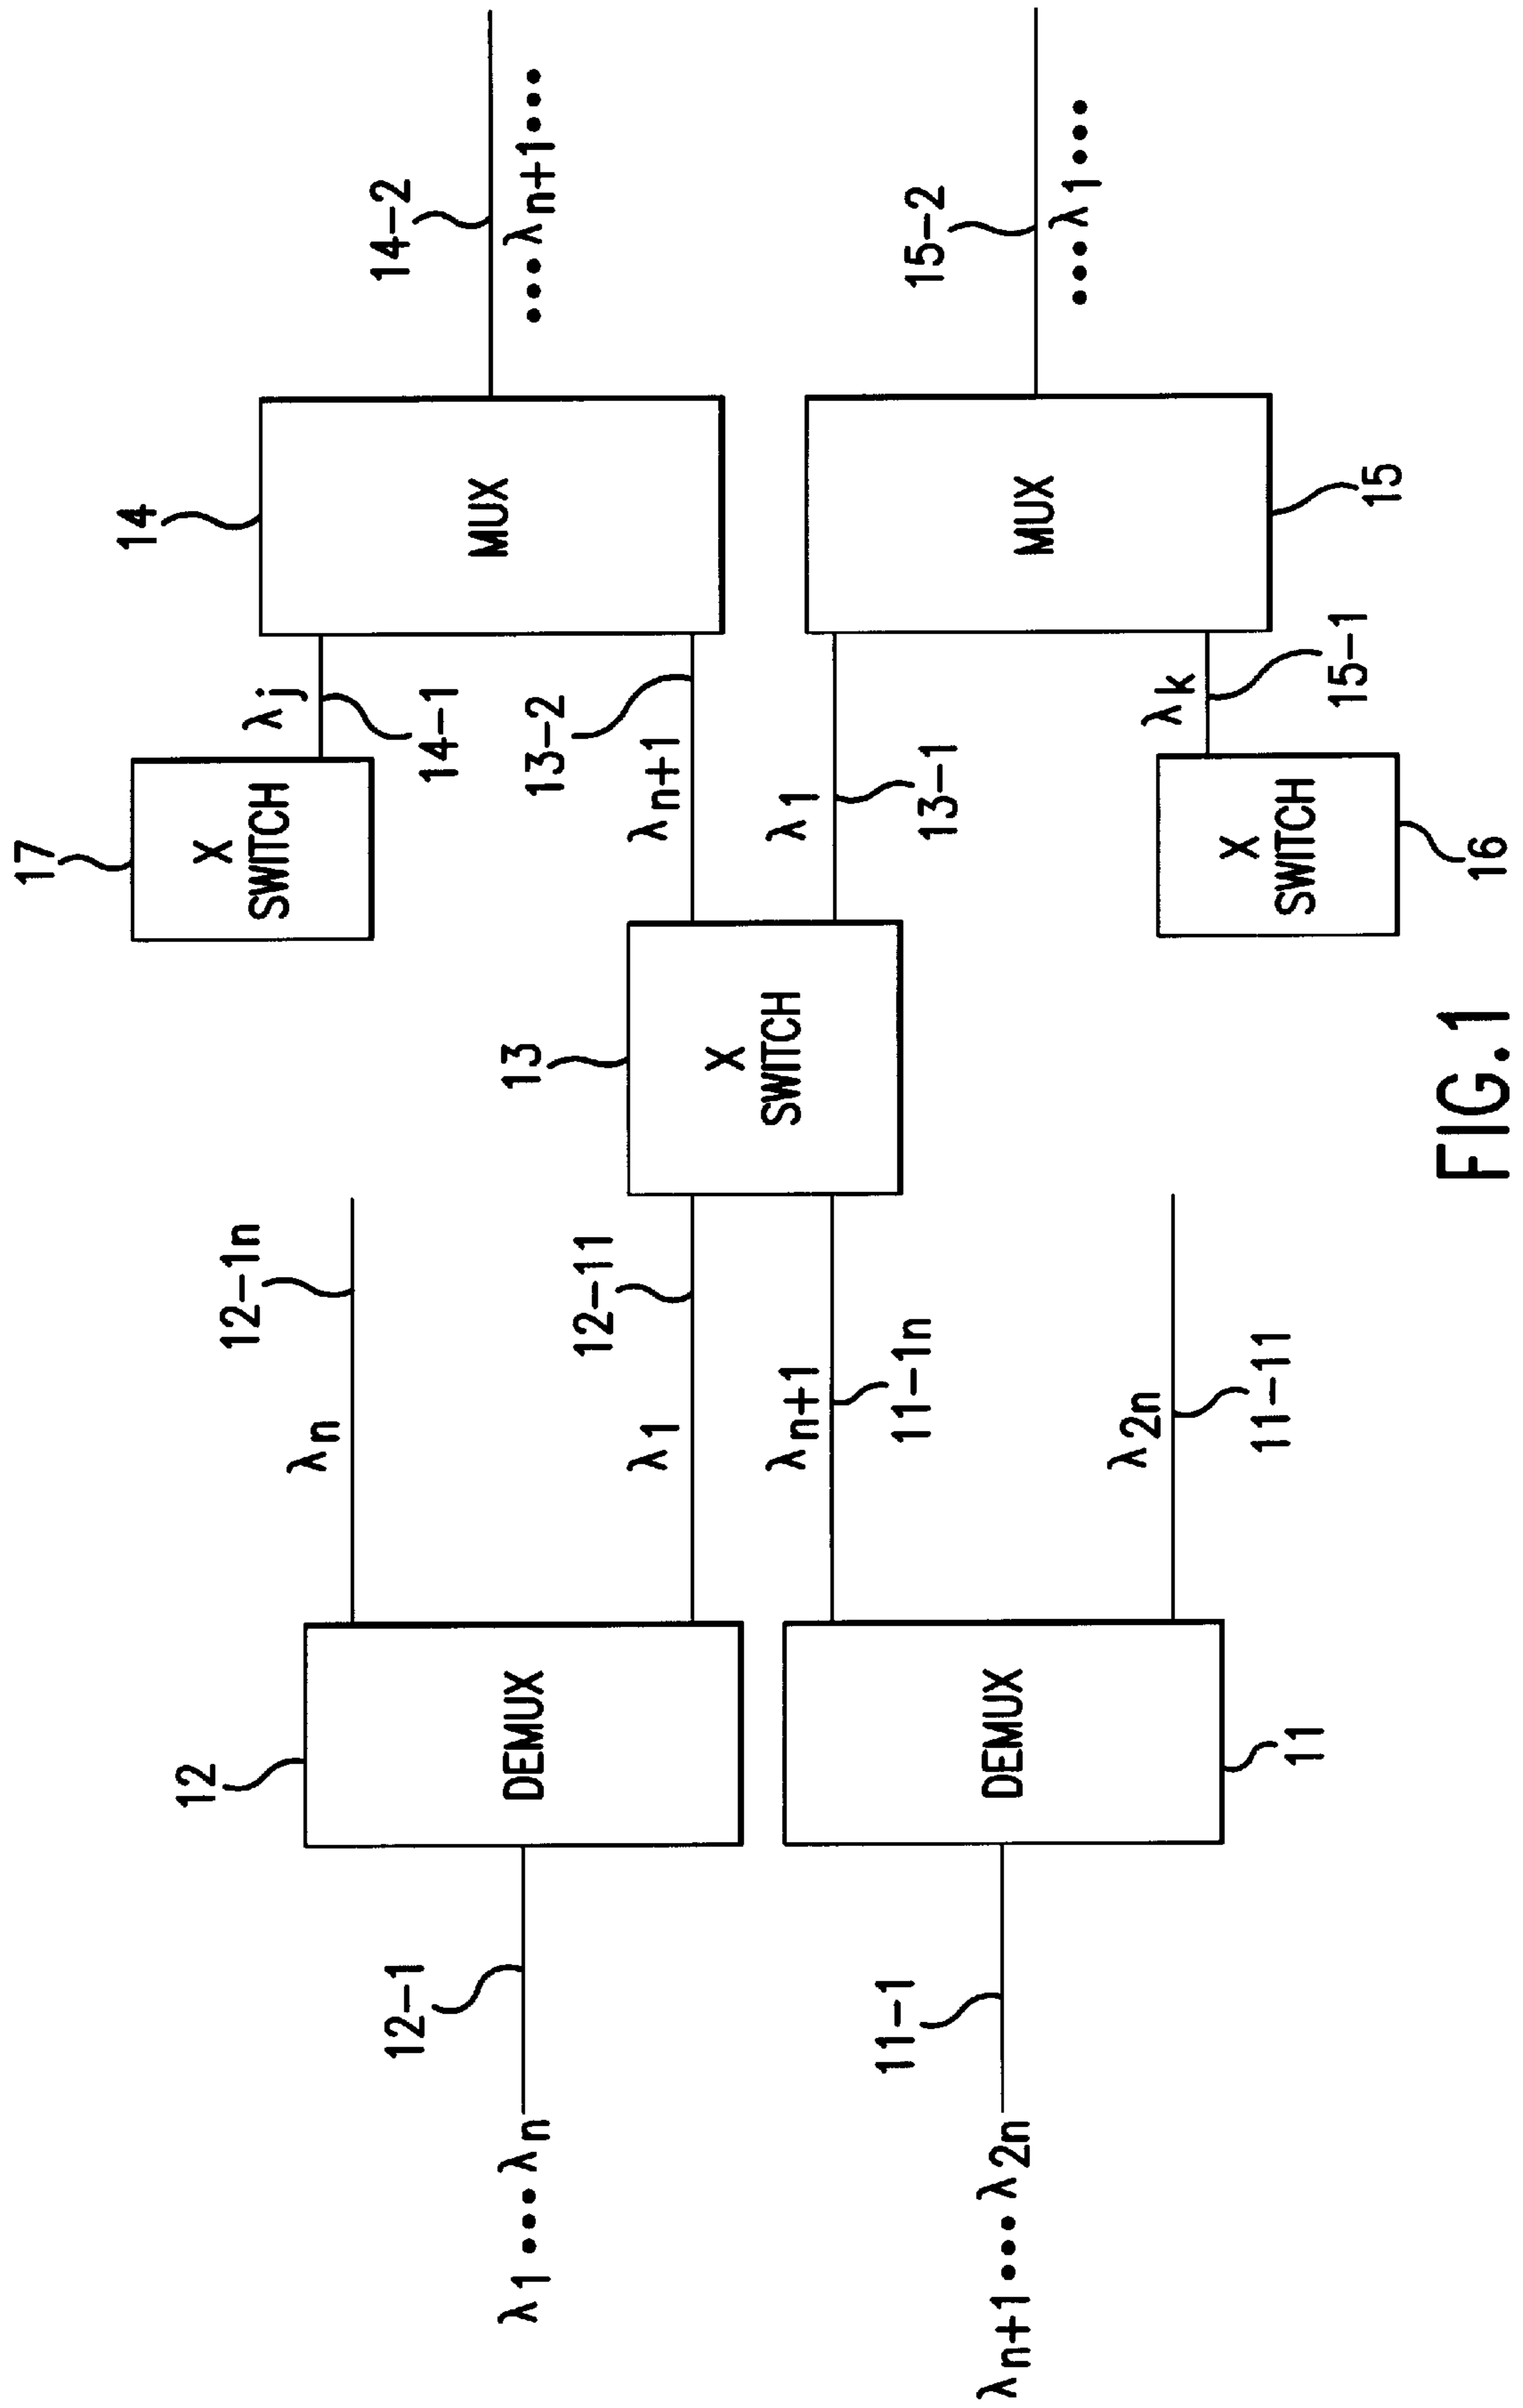 17
X
SWITCH
λj
14-1
14
MUX
14-2
•••λn+1•••
12-1n
λn
12
DEMUX
12-1
λ1•••λn
12-11
λ1
13
X
SWITCH
13-2
λn+1
λ1
13-1
MUX
15
15-2
•••λ1•••
λn+1
11-1n
DEMUX
11
11-1
λn+1•••λ2n
λ2n
11-11
λk
15-1
X
SWITCH
16
FIG.1